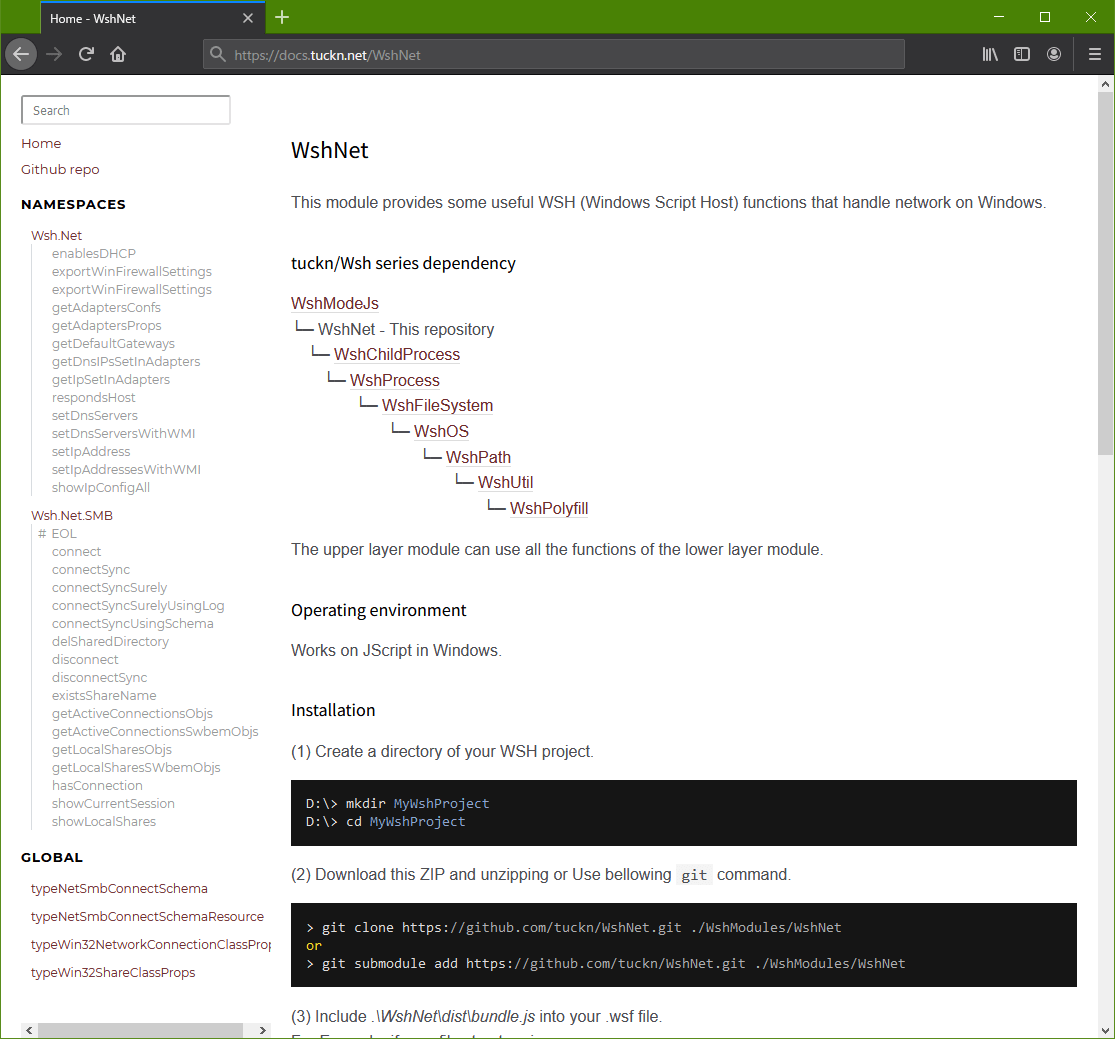 Home - WshNet
https://docs.tuckn.net/WshNet
Search
Home
Github repo
NAMESPACES
Wsh.Net
enablesDHCP
exportWinFirewallSettings
exportWinFirewallSettings
getAdaptersConfs
getAdaptersProps
getDefaultGateways
getDnsIPsSetInAdapters
getIpSetInAdapters
respondsHost
setDnsServers
setDnsServersWithWMI
setIpAddress
setIpAddressesWithWMI
showIpConfigAll
Wsh.Net.SMB
# EOL
connect
connectSync
connectSyncSurely
connectSyncSurelyUsingLog
connectSyncUsingSchema
delSharedDirectory
disconnect
disconnectSync
existsShareName
getActiveConnectionsObjs
getActiveConnectionsSwbemObjs
getLocalSharesObjs
getLocalSharesSWbemObjs
hasConnection
showCurrentSession
showLocalShares
GLOBAL
typeNetSmbConnectSchema
typeNetSmbConnectSchemaResource
typeWin32NetworkConnectionClassProp
typeWin32ShareClassProps
WshNet
This module provides some useful WSH (Windows Script Host) functions that handle network on Windows.
tuckn/Wsh series dependency
WshModeJs
└─ WshNet - This repository
└─ WshChildProcess
└─ WshProcess
└─ WshFileSystem
└─ WshOS
└─ WshPath
└─ WshUtil
└─ WshPolyfill
The upper layer module can use all the functions of the lower layer module.
Operating environment
Works on JScript in Windows.
Installation
(1) Create a directory of your WSH project.
D:\> mkdir MyWshProject
D:\> cd MyWshProject
(2) Download this ZIP and unzipping or Use bellowing git command.
> git clone https://github.com/tuckn/WshNet.git ./WshModules/WshNet
or
> git submodule add https://github.com/tuckn/WshNet.git ./WshModules/WshNet
(3) Include .\WshNet\dist\bundle.js into your .wsf file.